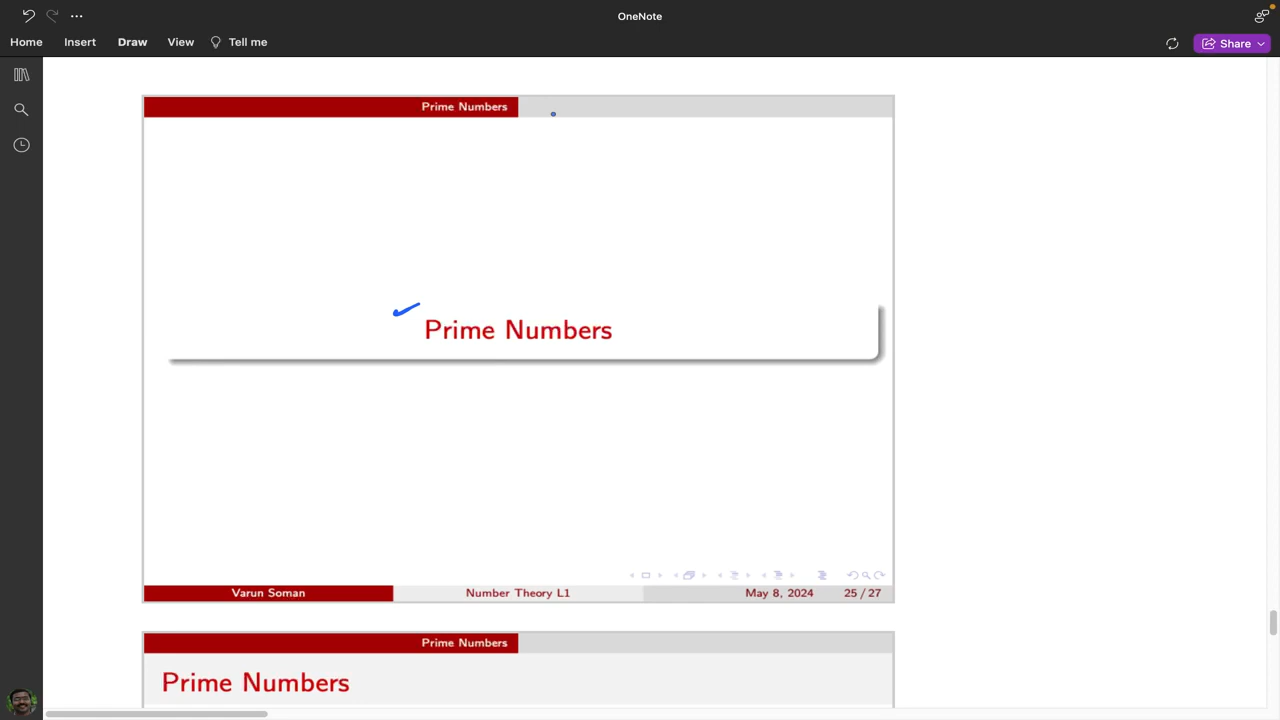 OneNote
Home Insert Draw View Tell me
Share
Prime Numbers
Prime Numbers
Varun Soman Number Theory L1 May 8, 2024 25 / 27
Prime Numbers
Prime Numbers